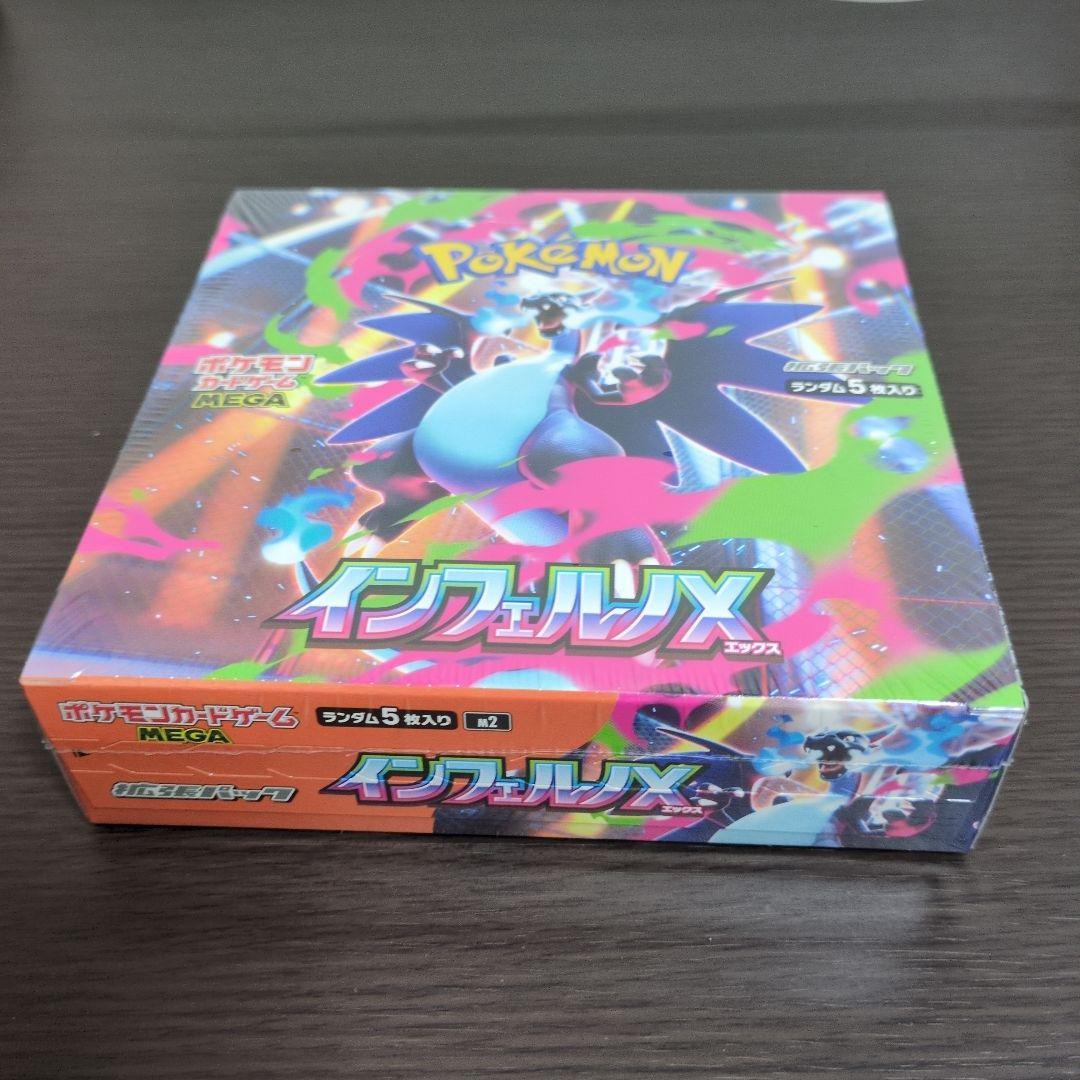 POKéMON
ポケモン
カードゲーム
MEGA
拡張パック
ランダム5枚入り
インフェルノX
エックス
ポケモンカードゲーム
MEGA
ランダム5枚入り
M2
拡張パック
インフェルノX
エックス